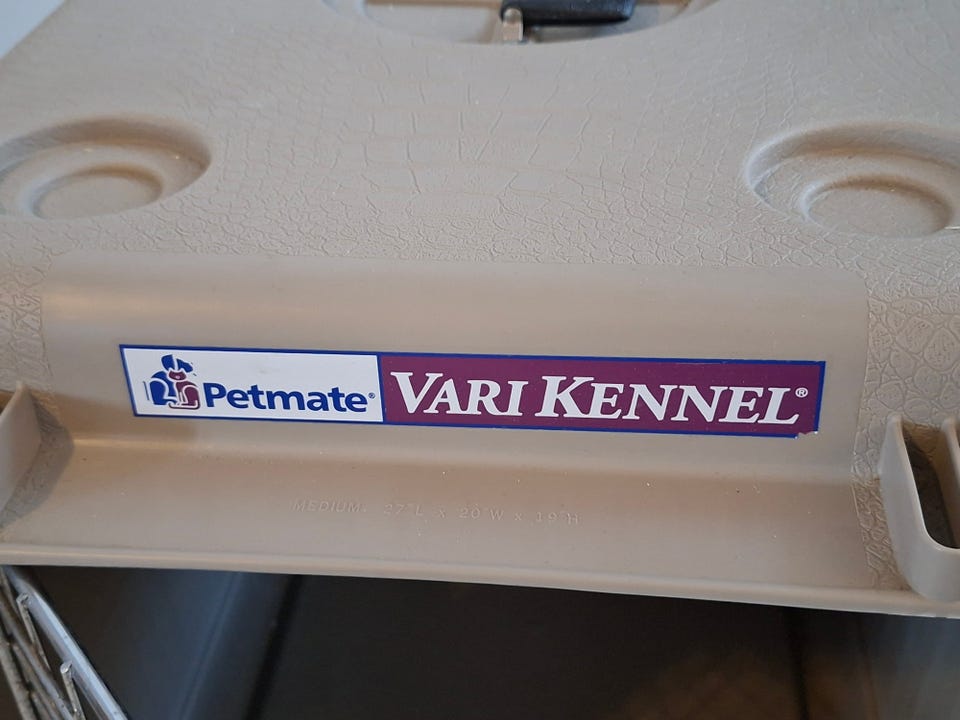 Petmate® VARI KENNEL®
MEDIUM: 27"L x 20"W x 19"H